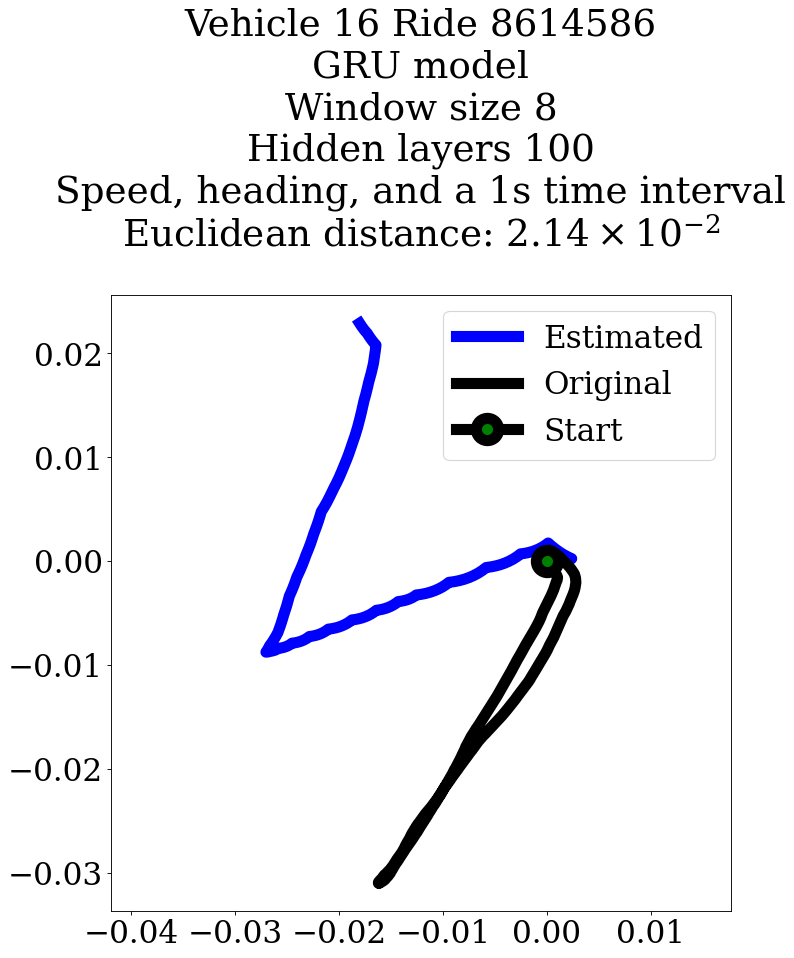 Vehicle 16 Ride 8614586
GRU model
Window size 8
Hidden layers 100
Speed, heading, and a 1s time interval
Euclidean distance: 2.14 × 10⁻²
Estimated
Original
Start
0.02
0.01
0.00
−0.01
−0.02
−0.03
−0.04 −0.03 −0.02 −0.01 0.00 0.01